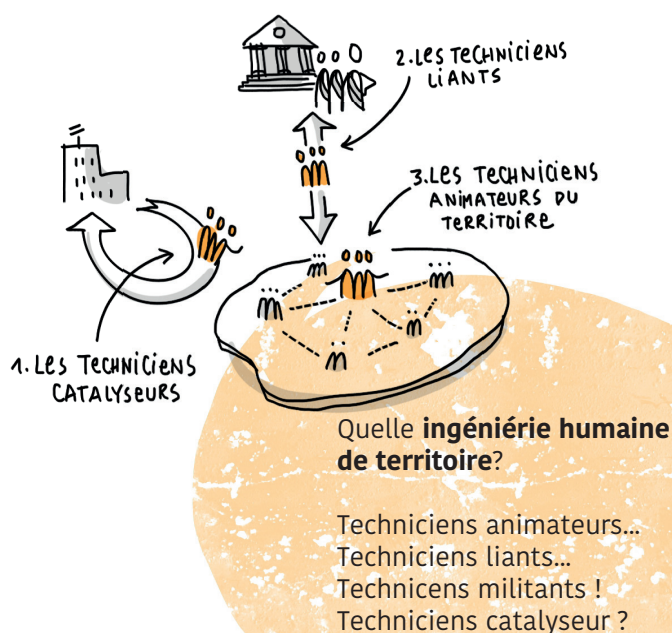 2. LES TECHNICIENS
LIANTS
3. LES TECHNICIENS
ANIMATEURS DU
TERRITOIRE
1. LES TECHNICIENS
CATALYSEURS
Quelle ingéniérie humaine
de territoire?
Techniciens animateurs...
Techniciens liants...
Technicens militants !
Techniciens catalyseur ?